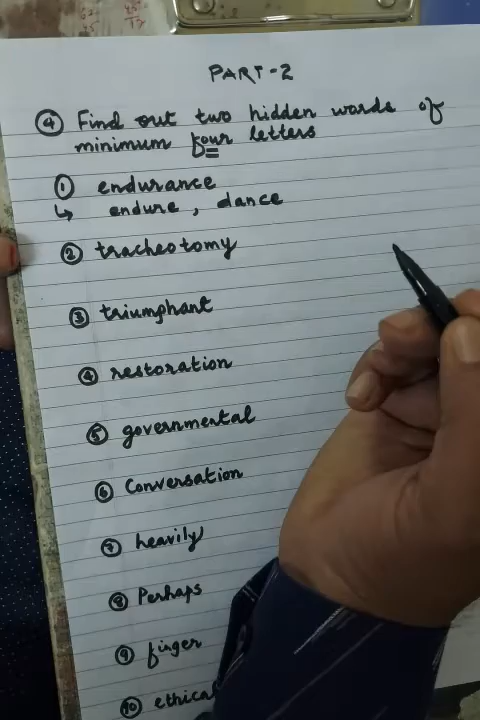 PART-2
④ Find out two hidden words of
minimum four letters
① endurance
↳ endure, dance
② tracheotomy
③ triumphant
④ restoration
⑤ governmental
⑥ Conversation
⑦ heavily
⑧ Perhaps
⑨ finger
⑩ ethical